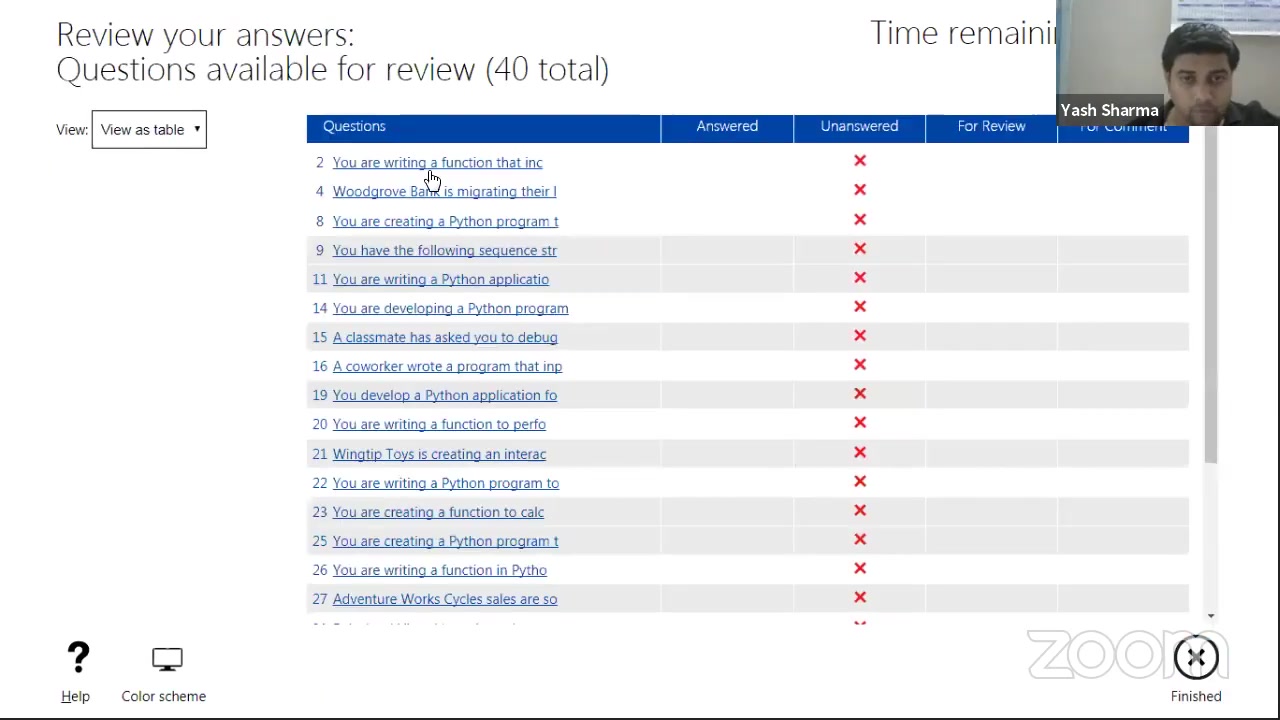 Review your answers:
Questions available for review (40 total)
Time remainin
Yash Sharma
View: View as table
Questions Answered Unanswered For Review For Comment
2 You are writing a function that inc
4 Woodgrove Bank is migrating their l
8 You are creating a Python program t
9 You have the following sequence str
11 You are writing a Python applicatio
14 You are developing a Python program
15 A classmate has asked you to debug
16 A coworker wrote a program that inp
19 You develop a Python application fo
20 You are writing a function to perfo
21 Wingtip Toys is creating an interac
22 You are writing a Python program to
23 You are creating a function to calc
25 You are creating a Python program t
26 You are writing a function in Pytho
27 Adventure Works Cycles sales are so
zoom
? Help
Color scheme
Finished